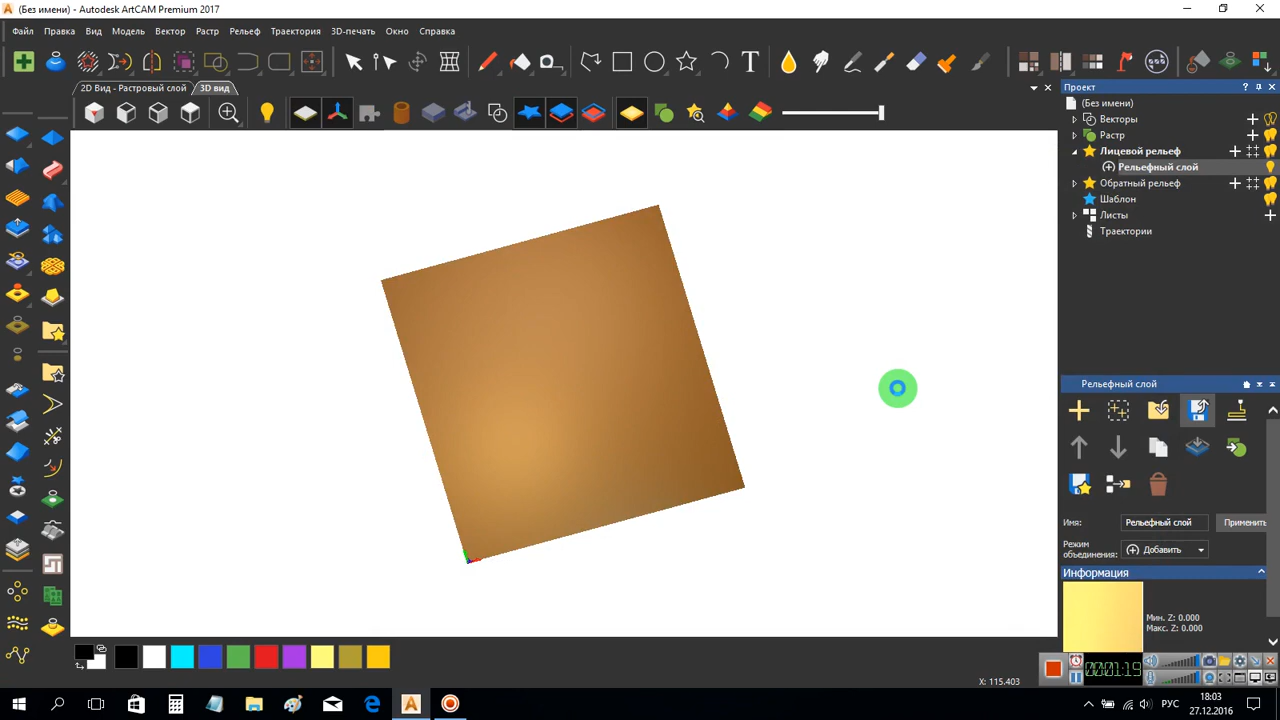 (Без имени) - Autodesk ArtCAM Premium 2017
Файл Правка Вид Модель Вектор Растр Рельеф Траектория 3D-печать Окно Справка
2D Вид - Растровый слой 3D вид
Проект
(Без имени)
Векторы
Растр
Лицевой рельеф
Рельефный слой
Обратный рельеф
Шаблон
Листы
Траектории
Рельефный слой
Имя: Рельефный слой Применить
Режим объединения: Добавить
Информация
Мин. Z: 0.000
Макс. Z: 0.000
X: 115.403
00:01:19
РУС
18:03
27.12.2016